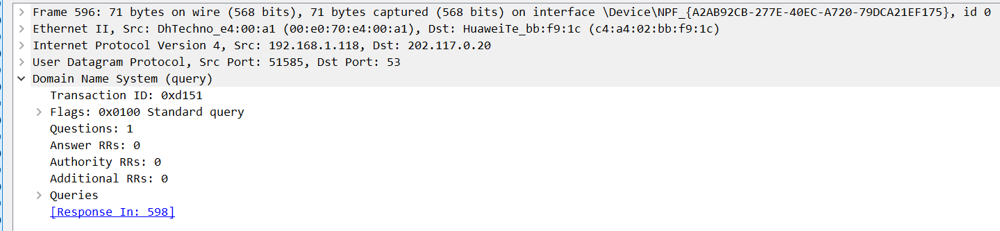 Frame 596: 71 bytes on wire (568 bits), 71 bytes captured (568 bits) on interface \Device\NPF_{A2AB92CB-277E-40EC-A720-79DCA21EF175}, id 0
Ethernet II, Src: DhTechno_e4:00:a1 (00:e0:70:e4:00:a1), Dst: HuaweiTe_bb:f9:1c (c4:a4:02:bb:f9:1c)
Internet Protocol Version 4, Src: 192.168.1.118, Dst: 202.117.0.20
User Datagram Protocol, Src Port: 51585, Dst Port: 53
Domain Name System (query)
Transaction ID: 0xd151
Flags: 0x0100 Standard query
Questions: 1
Answer RRs: 0
Authority RRs: 0
Additional RRs: 0
Queries
[Response In: 598]